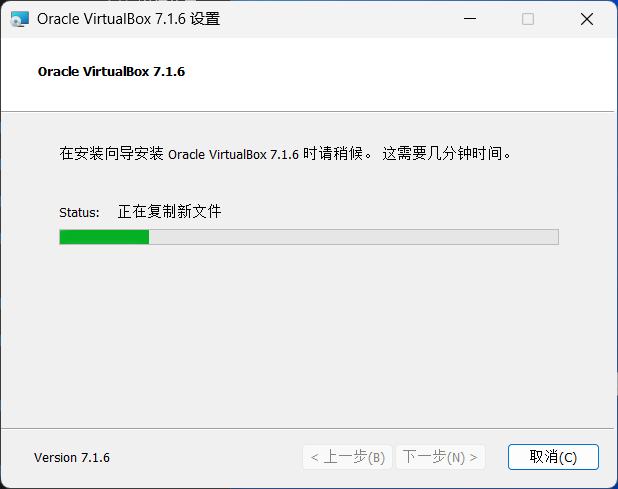 Oracle VirtualBox 7.1.6 设置
Oracle VirtualBox 7.1.6
在安装向导安装 Oracle VirtualBox 7.1.6 时请稍候。 这需要几分钟时间。
Status: 正在复制新文件
Version 7.1.6 < 上一步(B) 下一步(N) > 取消(C)